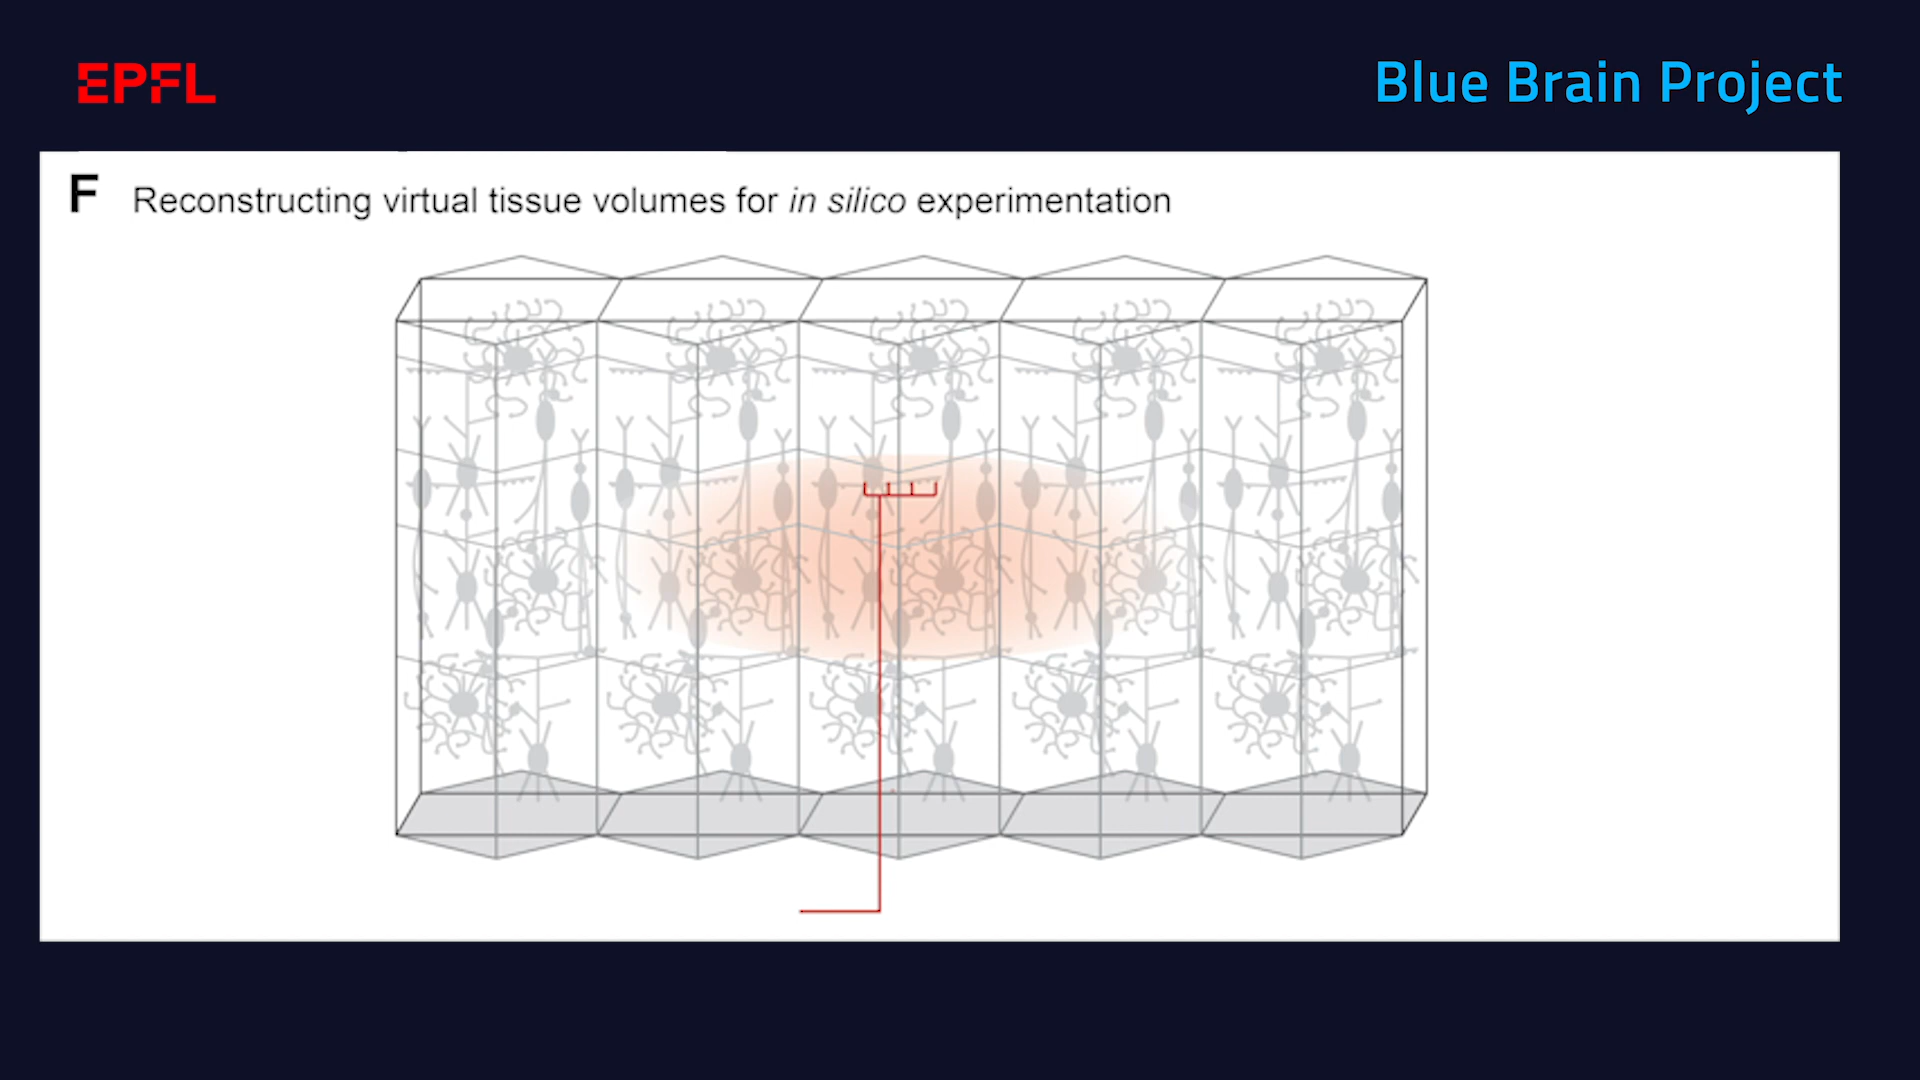 EPFL
Blue Brain Project
F Reconstructing virtual tissue volumes for in silico experimentation